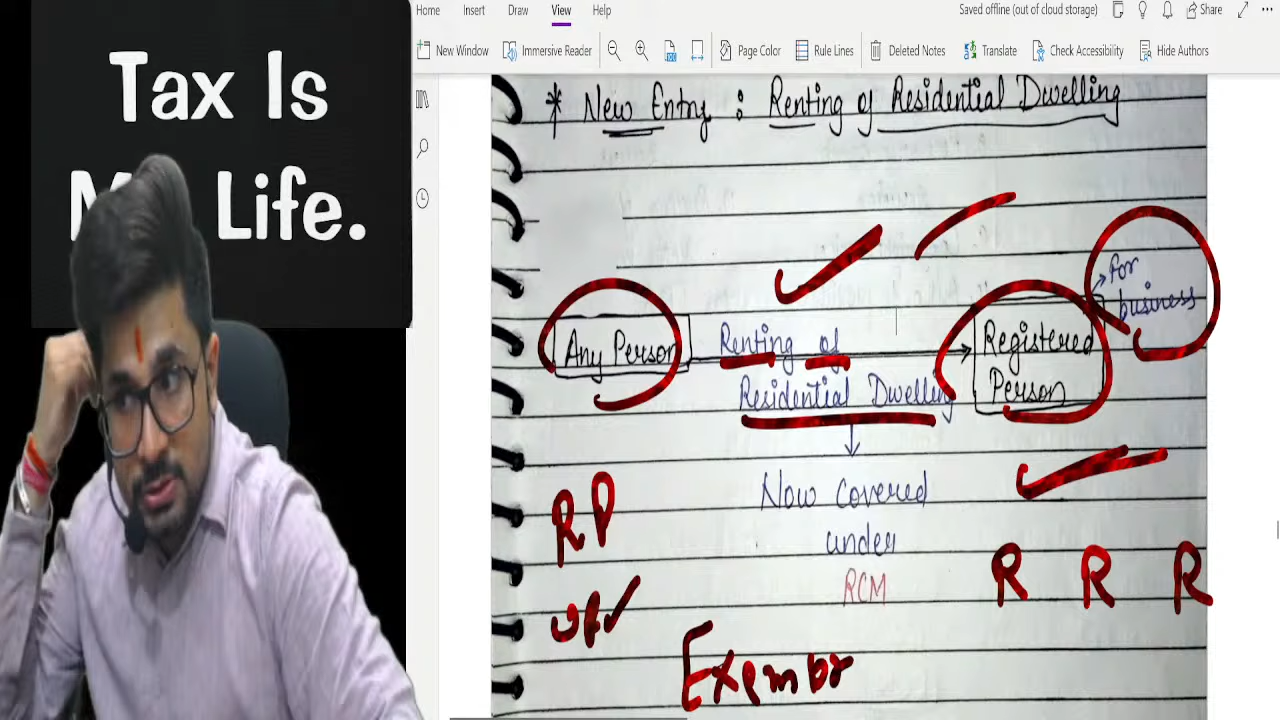 Tax Is
My Life.
Home Insert Draw View Help
Saved offline (out of cloud storage)
Share
New Window
Immersive Reader
Page Color
Rule Lines
Deleted Notes
Translate
Check Accessibility
Hide Authors
* New Entry : Renting of Residential Dwelling
For
business
Any Person
Renting of
Residential Dwelling
Registered
Person
Now Covered
under
RCM
RP
R R R